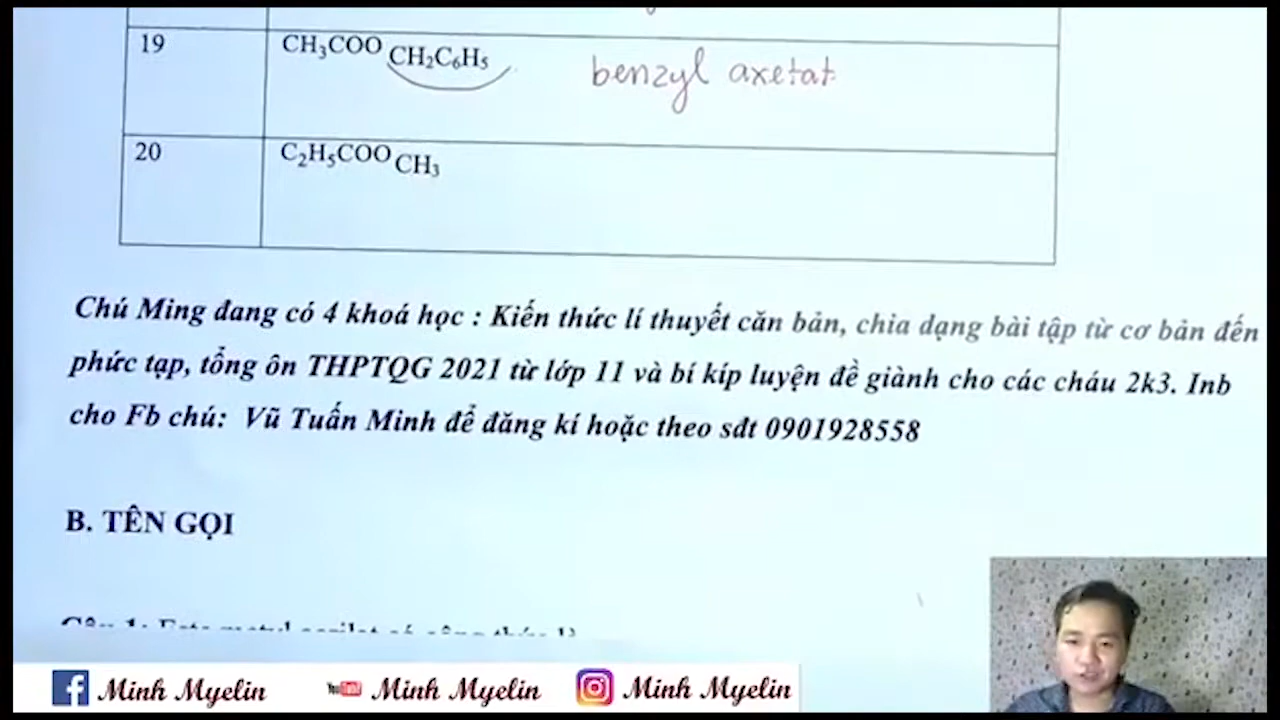 19 CH₃COO CH₂C₆H₅ benzyl axetat
20 C₂H₅COO CH₃
Chú Ming đang có 4 khoá học : Kiến thức lí thuyết căn bản, chia dạng bài tập từ cơ bản đến
phức tạp, tổng ôn THPTQG 2021 từ lớp 11 và bí kíp luyện đề giành cho các cháu 2k3. Inb
cho Fb chú: Vũ Tuấn Minh để đăng kí hoặc theo sđt 0901928558
B. TÊN GỌI
Minh Myelin YouTube Minh Myelin Minh Myelin